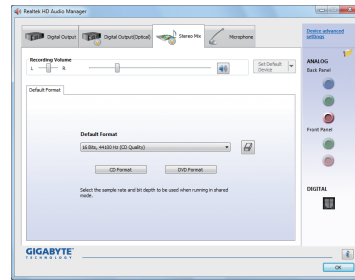 Realtek HD Audio Manager
Digital Output
Digital Output(Optical)
Stereo Mix
Microphone
Device advanced
settings
Recording Volume
L
R
Set Default
Device
ANALOG
Back Panel
Default Format
Default Format
16 Bits, 44100 Hz (CD Quality)
CD Format
DVD Format
Select the sample rate and bit depth to be used when running in shared
mode.
Front Panel
DIGITAL
GIGABYTE
TECHNOLOGY
OK